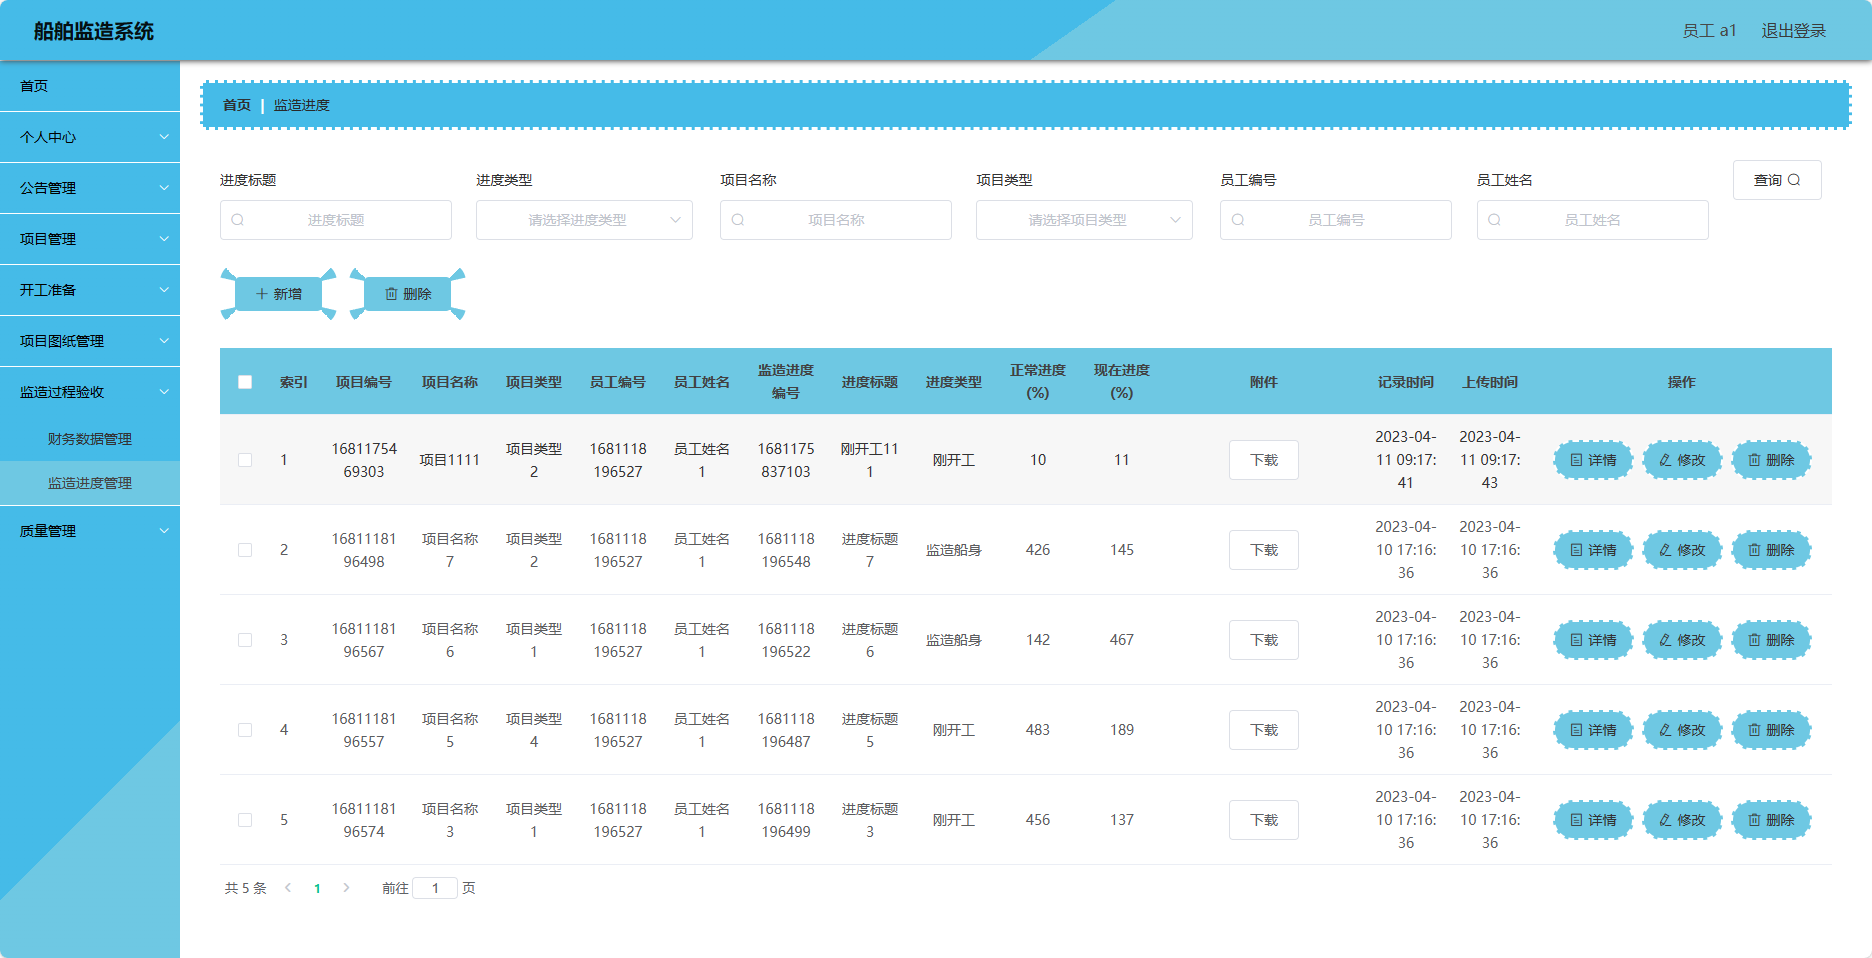 船舶监造系统
员工 a1 退出登录
首页
个人中心
公告管理
项目管理
开工准备
项目图纸管理
监造过程验收
财务数据管理
监造进度管理
质量管理
首页 | 监造进度
进度标题 进度类型 项目名称 项目类型 员工编号 员工姓名 查询
进度标题 请选择进度类型 项目名称 请选择项目类型 员工编号 员工姓名
新增 删除
索引 项目编号 项目名称 项目类型 员工编号 员工姓名 监造进度编号 进度标题 进度类型 正常进度(%) 现在进度(%) 附件 记录时间 上传时间 操作
1 1681175469303 项目1111 项目类型2 1681118196527 员工姓名1 1681175837103 刚开工111 刚开工 10 11 下载 2023-04-11 09:17:41 2023-04-11 09:17:43 详情 修改 删除
2 1681118196498 项目名称7 项目类型2 1681118196527 员工姓名1 1681118196548 进度标题7 监造船身 426 145 下载 2023-04-10 17:16:36 2023-04-10 17:16:36 详情 修改 删除
3 1681118196567 项目名称6 项目类型1 1681118196527 员工姓名1 1681118196522 进度标题6 监造船身 142 467 下载 2023-04-10 17:16:36 2023-04-10 17:16:36 详情 修改 删除
4 1681118196557 项目名称5 项目类型4 1681118196527 员工姓名1 1681118196487 进度标题5 刚开工 483 189 下载 2023-04-10 17:16:36 2023-04-10 17:16:36 详情 修改 删除
5 1681118196574 项目名称3 项目类型1 1681118196527 员工姓名1 1681118196499 进度标题3 刚开工 456 137 下载 2023-04-10 17:16:36 2023-04-10 17:16:36 详情 修改 删除
共 5 条 1 前往 1 页